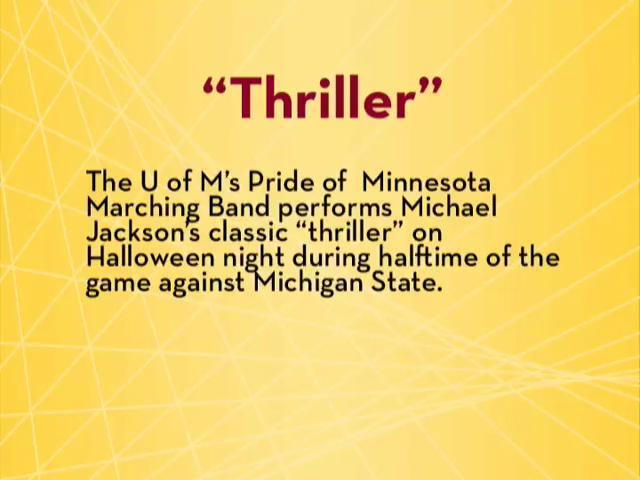 “Thriller”
The U of M’s Pride of  Minnesota
Marching Band performs Michael
Jackson’s classic “thriller” on
Halloween night during halftime of the
game against Michigan State.